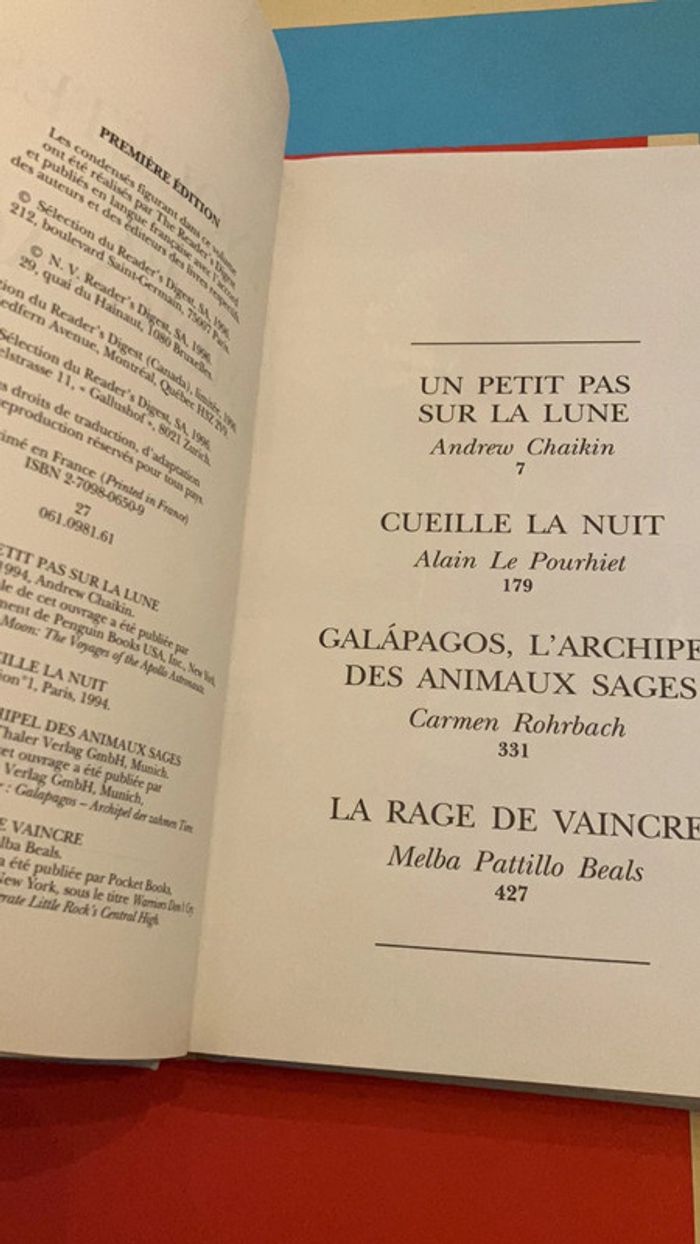 PREMIÈRE ÉDITION
Les condensés figurant dans ce volume
ont été réalisés par The Reader's Digest
et publiés en langue française avec l'accord
des auteurs et des éditeurs des livres respectifs.
© Sélection du Reader's Digest, SA, 1996.
212, boulevard Saint-Germain, 75007 Paris.
© N. V. Reader's Digest, SA, 1996.
29, quai du Hainaut, 1080 Bruxelles.
tion du Reader's Digest (Canada), limitée, 1996.
edfern Avenue, Montréal, Québec H3Z 2V9.
Sélection du Reader's Digest, SA, 1996.
elstrasse 11, « Gallushof », 8021 Zurich.
s droits de traduction, d'adaptation
reproduction réservés pour tous pays.
imé en France (Printed in France)
ISBN 2-7098-0650-9
27
061.0981.61
ETIT PAS SUR LA LUNE
1994, Andrew Chaikin.
le de cet ouvrage a été publiée par
ment de Penguin Books USA, Inc., New York,
Moon: The Voyages of the Apollo Astronauts.
EILLE LA NUIT
ion°1, Paris, 1994.
HIPEL DES ANIMAUX SAGES
Thaler Verlag GmbH, Munich.
cet ouvrage a été publiée par
Verlag GmbH, Munich,
: Galapagos – Archipel der zahmen Tiere.
E VAINCRE
lba Beals.
a été publiée par Pocket Books,
New York, sous le titre Warriors Don't Cry
rate Little Rock's Central High.
UN PETIT PAS
SUR LA LUNE
Andrew Chaikin
7
CUEILLE LA NUIT
Alain Le Pourhiet
179
GALÁPAGOS, L'ARCHIPE
DES ANIMAUX SAGES
Carmen Rohrbach
331
LA RAGE DE VAINCRE
Melba Pattillo Beals
427